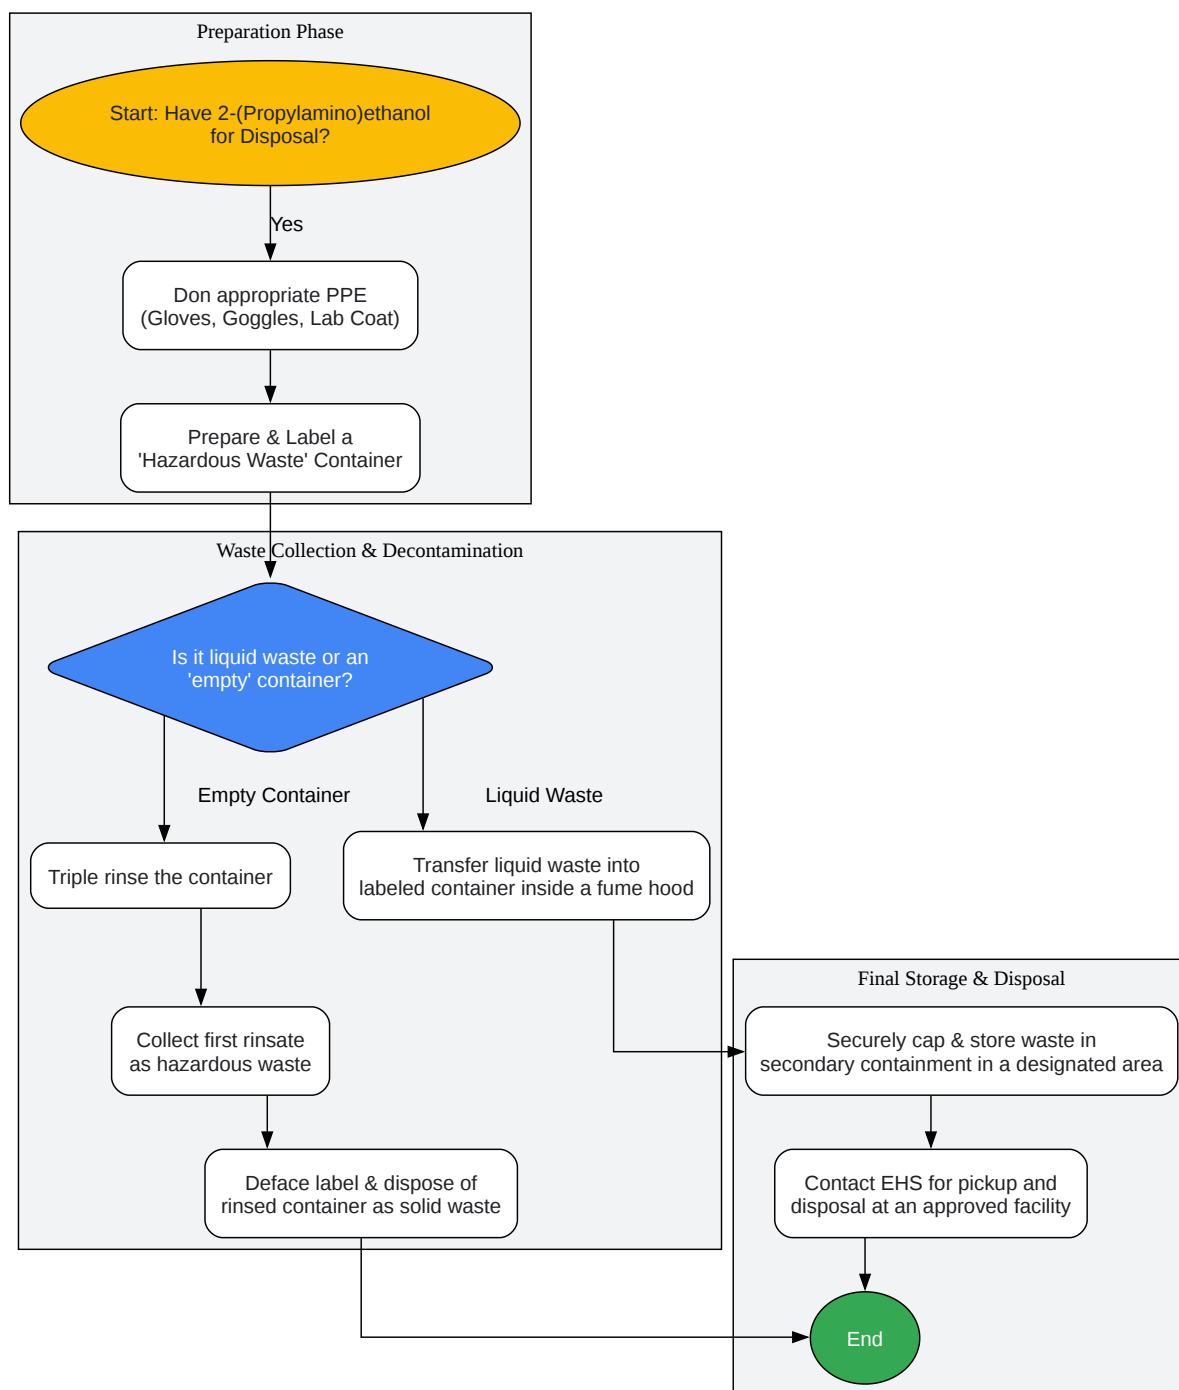 Preparation Phase
Start: Have 2-(Propylamino)ethanol
for Disposal?
Yes
Don appropriate PPE
(Gloves, Goggles, Lab Coat)
Prepare & Label a
'Hazardous Waste' Container
Waste Collection & Decontamination
Is it liquid waste or an
'empty' container?
Empty Container
Liquid Waste
Triple rinse the container
Transfer liquid waste into
labeled container inside a fume hood
Collect first rinsate
as hazardous waste
Deface label & dispose of
rinsed container as solid waste
Final Storage & Disposal
Securely cap & store waste in
secondary containment in a designated area
Contact EHS for pickup and
disposal at an approved facility
End